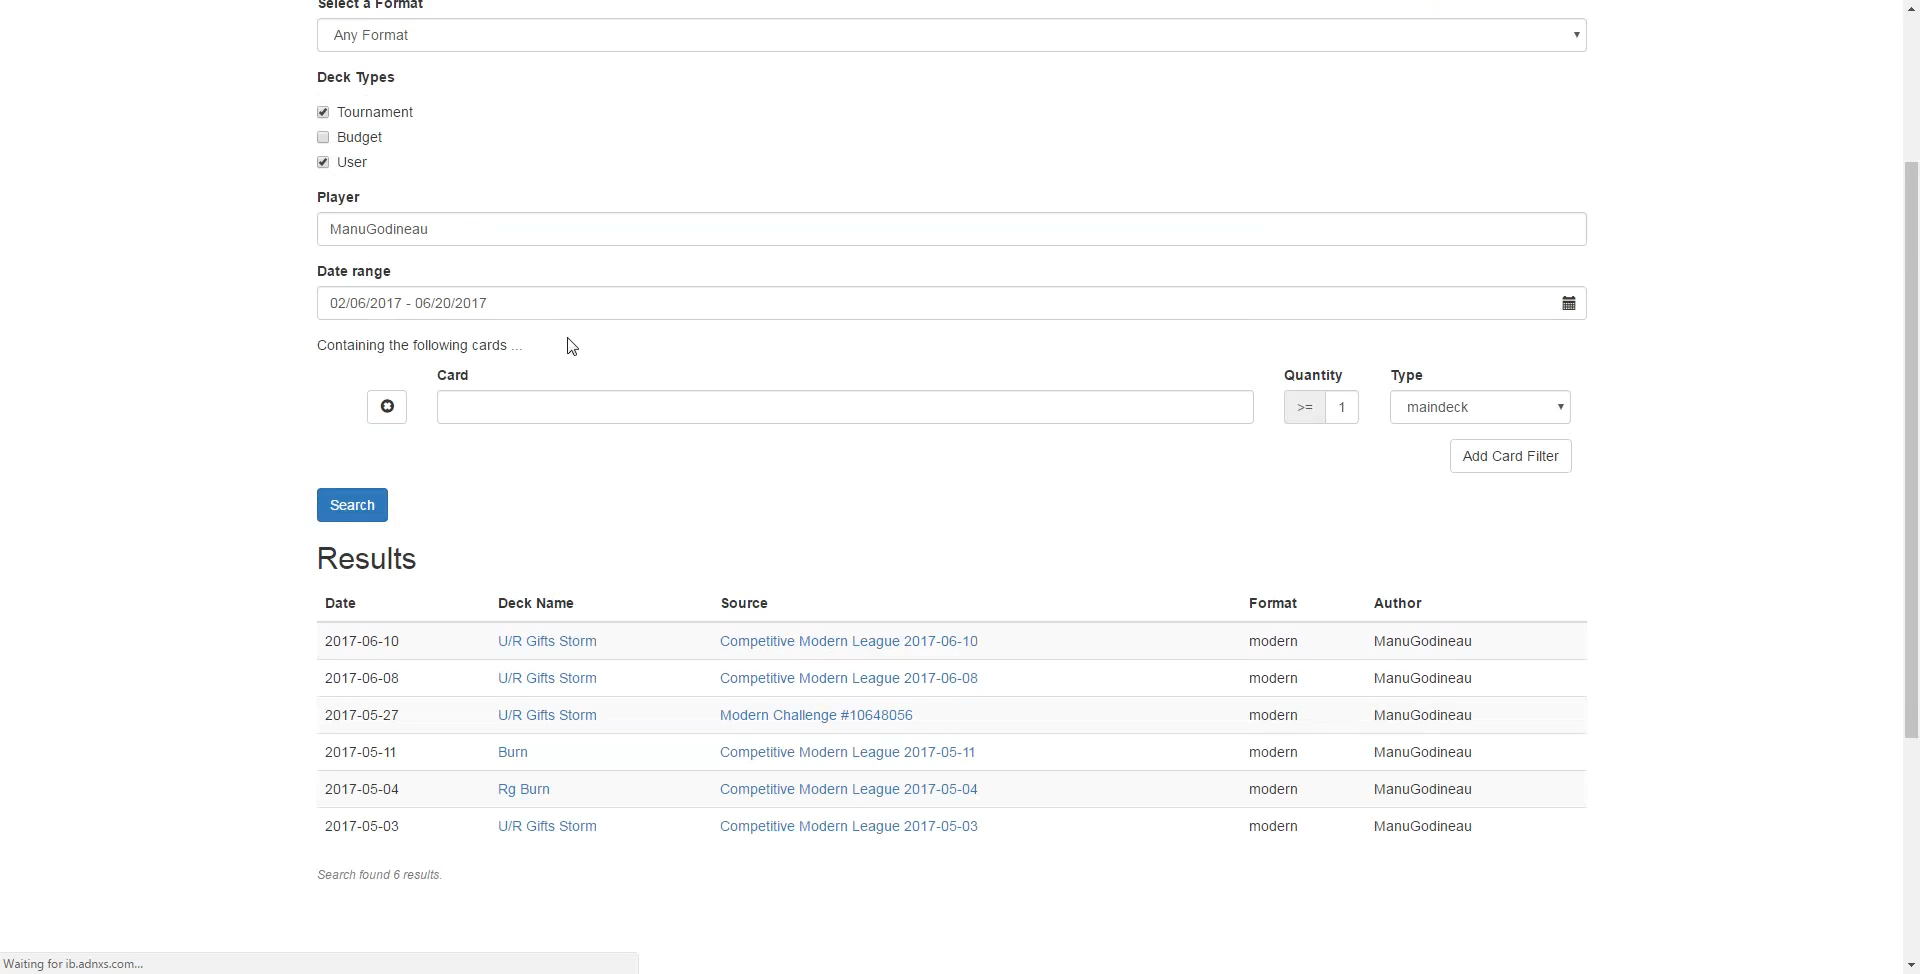 Select a Format
Any Format
Deck Types
Tournament
Budget
User
Player
ManuGodineau
Date range
02/06/2017 - 06/20/2017
Containing the following cards ...
Card Quantity Type
>= 1 maindeck
Add Card Filter
Search
Results
Date Deck Name Source Format Author
2017-06-10 U/R Gifts Storm Competitive Modern League 2017-06-10 modern ManuGodineau
2017-06-08 U/R Gifts Storm Competitive Modern League 2017-06-08 modern ManuGodineau
2017-05-27 U/R Gifts Storm Modern Challenge #10648056 modern ManuGodineau
2017-05-11 Burn Competitive Modern League 2017-05-11 modern ManuGodineau
2017-05-04 Rg Burn Competitive Modern League 2017-05-04 modern ManuGodineau
2017-05-03 U/R Gifts Storm Competitive Modern League 2017-05-03 modern ManuGodineau
Search found 6 results.
Waiting for ib.adnxs.com...